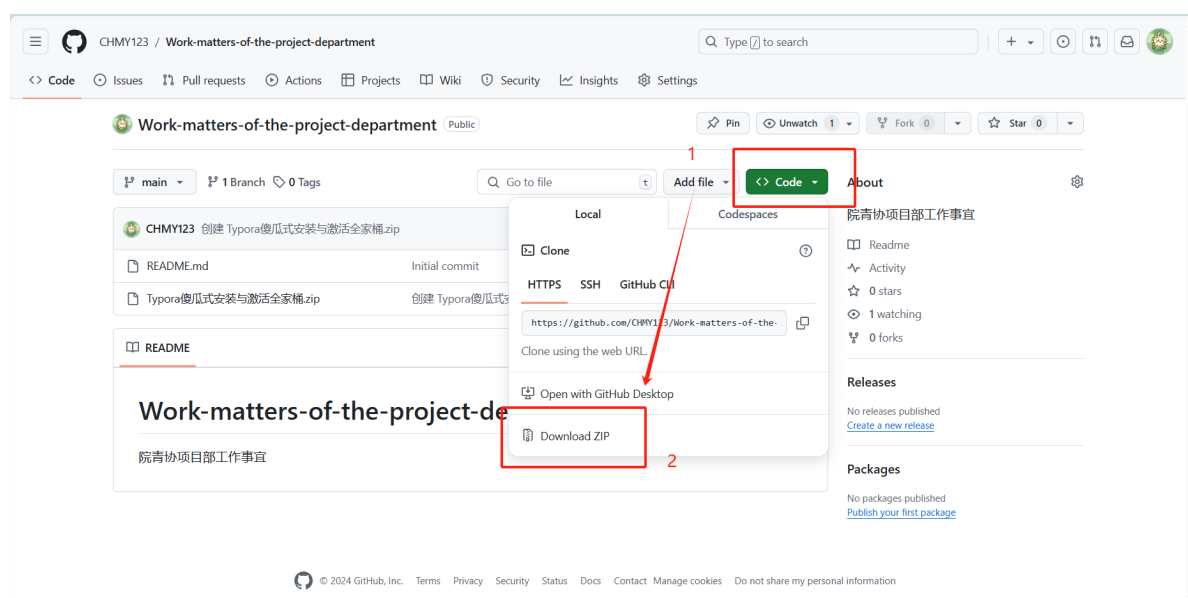 CHMY123 / Work-matters-of-the-project-department
Type / to search
Code Issues Pull requests Actions Projects Wiki Security Insights Settings
Work-matters-of-the-project-department Public
Pin Unwatch 1 Fork 0 Star 0
1
main 1 Branch 0 Tags Go to file t Add file Code
About
院青协项目部工作事宜
Readme
Activity
0 stars
1 watching
0 forks
Releases
No releases published
Create a new release
Packages
No packages published
Publish your first package
CHMY123 创建 Typora傻瓜式安装与激活全家桶.zip
README.md Initial commit
Typora傻瓜式安装与激活全家桶.zip 创建 Typora傻瓜式安
README
Work-matters-of-the-project-de
院青协项目部工作事宜
Local Codespaces
Clone
HTTPS SSH GitHub CLI
https://github.com/CHMY123/Work-matters-of-the-
Clone using the web URL.
Open with GitHub Desktop
Download ZIP
2
© 2024 GitHub, Inc. Terms Privacy Security Status Docs Contact Manage cookies Do not share my personal information